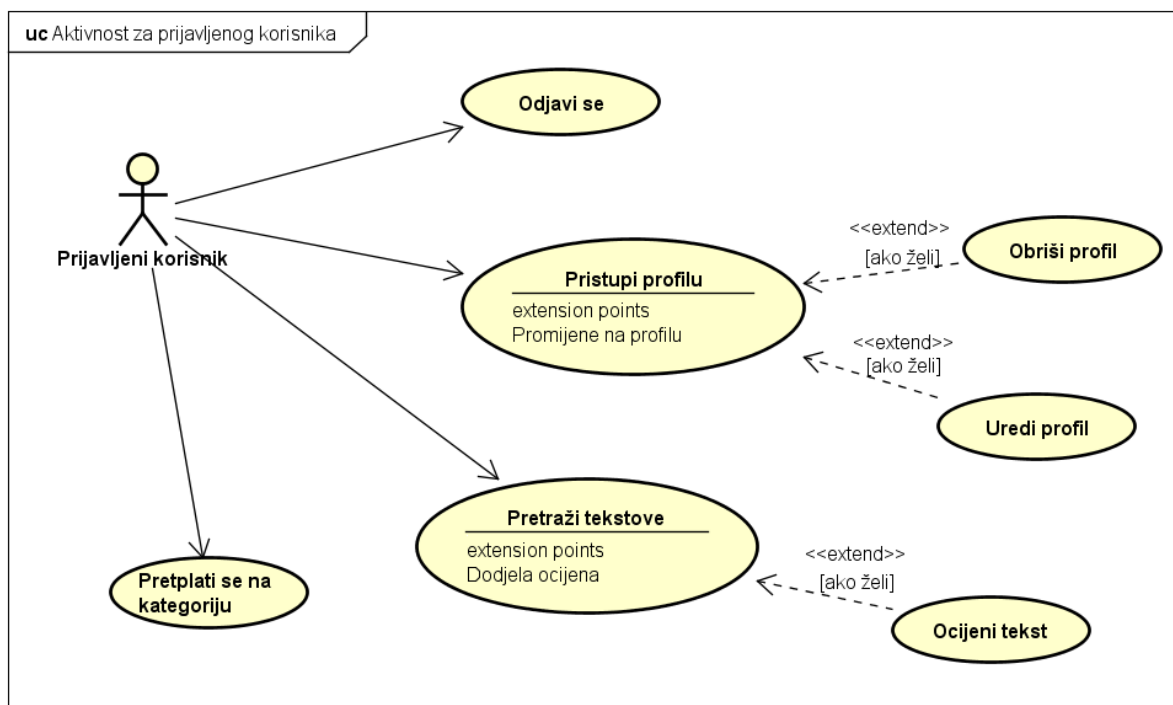 uc Aktivnost za prijavljenog korisnika
Odjavi se
Prijavljeni korisnik
<<extend>>
[ako želi]
Obriši profil
Pristupi profilu
extension points
Promijene na profilu
<<extend>>
[ako želi]
Uredi profil
Pretraži tekstove
extension points
Dodjela ocijena
<<extend>>
[ako želi]
Pretplati se na
kategoriju
Ocijeni tekst